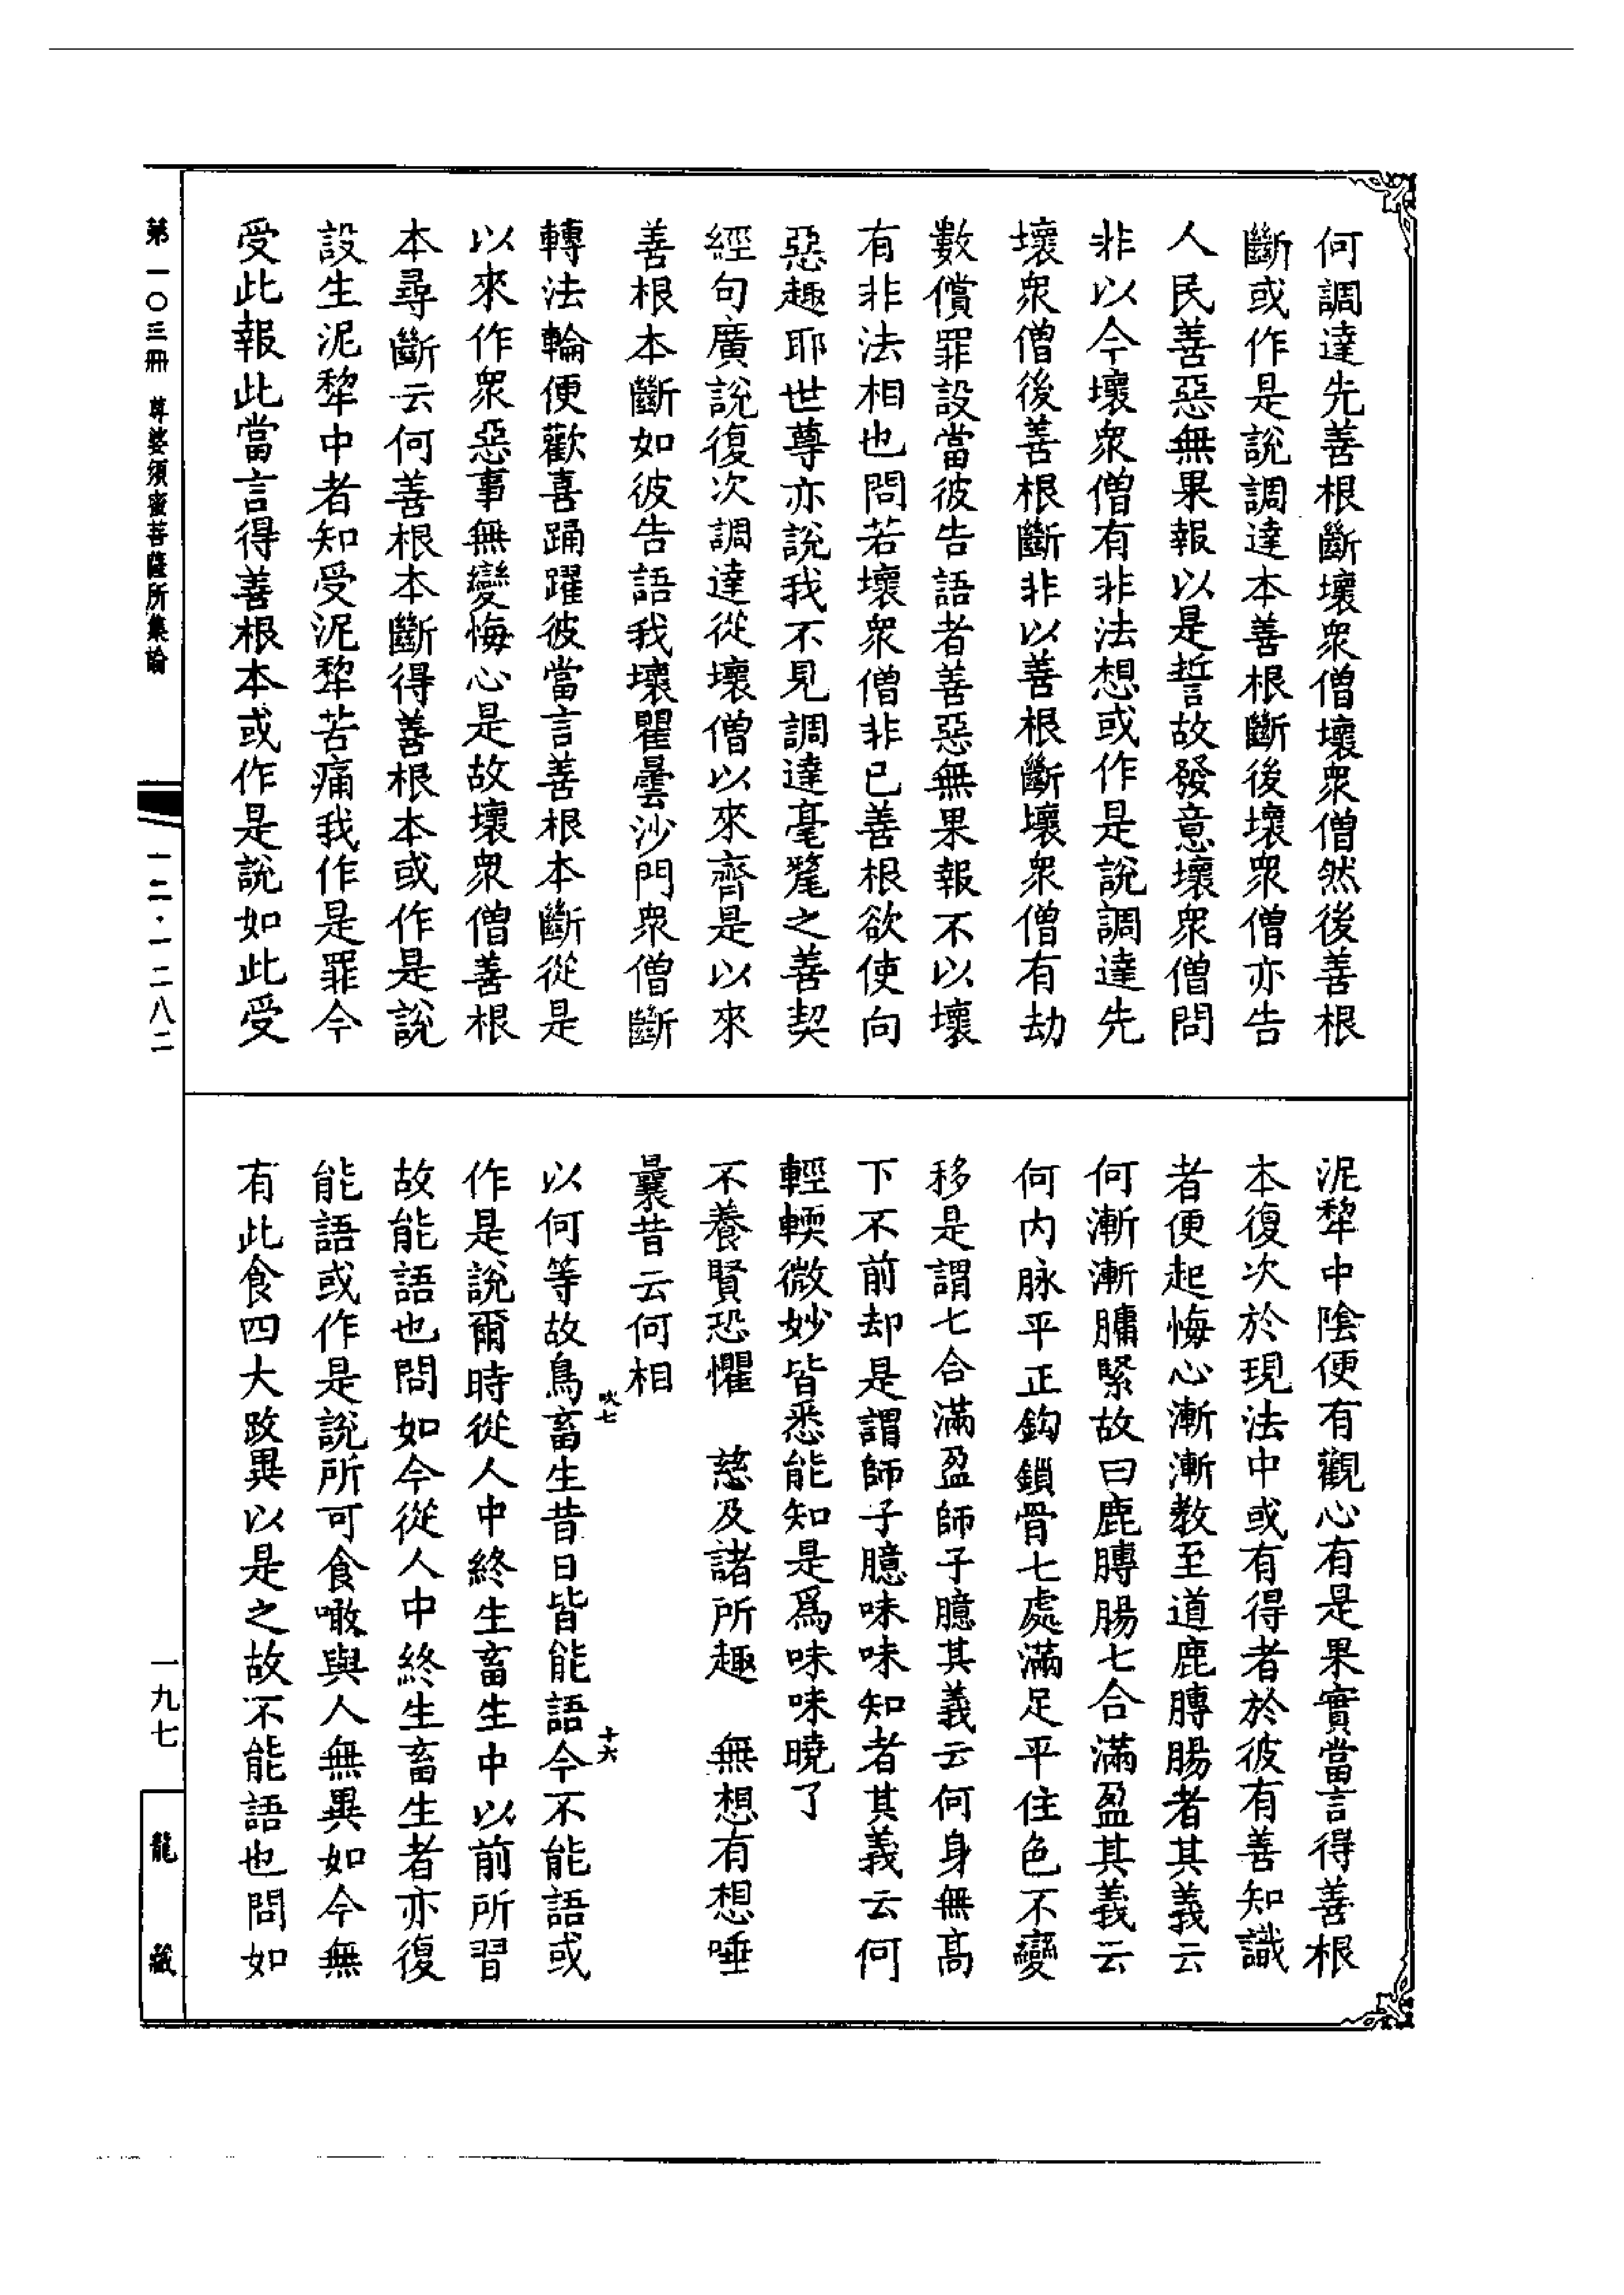 何調達先善根斷壞衆僧壞衆僧然後善根
斷或作是說調達本善根斷後壞衆僧亦告
人民善惡無果報以是誓故發意壞衆僧問
非以今壞衆僧有非法想或作是說調達先
壞衆僧後善根斷非以善根斷壞衆僧有劫
數償罪設當彼告語者善惡無果報不以壞
有非法相也問若壞衆僧非已善根欲使向
惡趣耶世尊亦說我不見調達毫氂之善契
經句廣說復次調達從壞僧以來齊是以來
善根本斷如彼告語我壞瞿曇沙門衆僧斷
轉法輪便歡喜踊躍彼當言善根本斷從是
以來作衆惡事無變悔心是故壞衆僧善根
本尋斷云何善根本斷得善根本或作是說
設生泥犂中者知受泥犂苦痛我作是罪今
受此報此當言得善根本或作是說如此受
泥犂中陰便有觀心有是果實當言得善根
本復次於現法中或有得者於彼有善知識
者便起悔心漸漸教至道鹿膞腸者其義云
何漸漸𦟛緊故曰鹿膞腸七合滿盈其義云
何内脉平正鈎鎖骨七處滿足平住色不變
移是謂七合滿盈師子臆其義云何身無高
下不前却是謂師子臆味味知者其義云何
輕輭微妙皆悉能知是爲味味曉了
不養賢恐懼　慈及諸所趣　無想有想唾
曩昔云何相
吹七　十六
以何等故鳥畜生昔日皆能語今不能語或
作是說爾時從人中終生畜生中以前所習
故能語也問如今從人中終生畜生者亦復
能語或作是說所可食噉與人無異如今無
有此食四大改異以是之故不能語也問如
第一〇三冊　尊婆須蜜菩薩所集論
一二·一二八二
一九七
龍藏